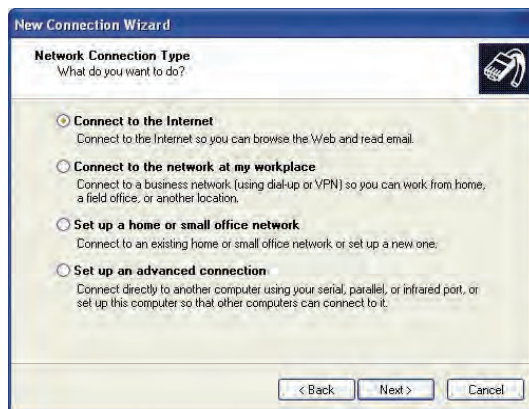 New Connection Wizard
Network Connection Type
What do you want to do?
Connect to the Internet
Connect to the Internet so you can browse the Web and read email.
Connect to the network at my workplace
Connect to a business network (using dial-up or VPN) so you can work from home,
a field office, or another location.
Set up a home or small office network
Connect to an existing home or small office network or set up a new one.
Set up an advanced connection
Connect directly to another computer using your serial, parallel, or infrared port, or
set up this computer so that other computers can connect to it.
< Back Next > Cancel